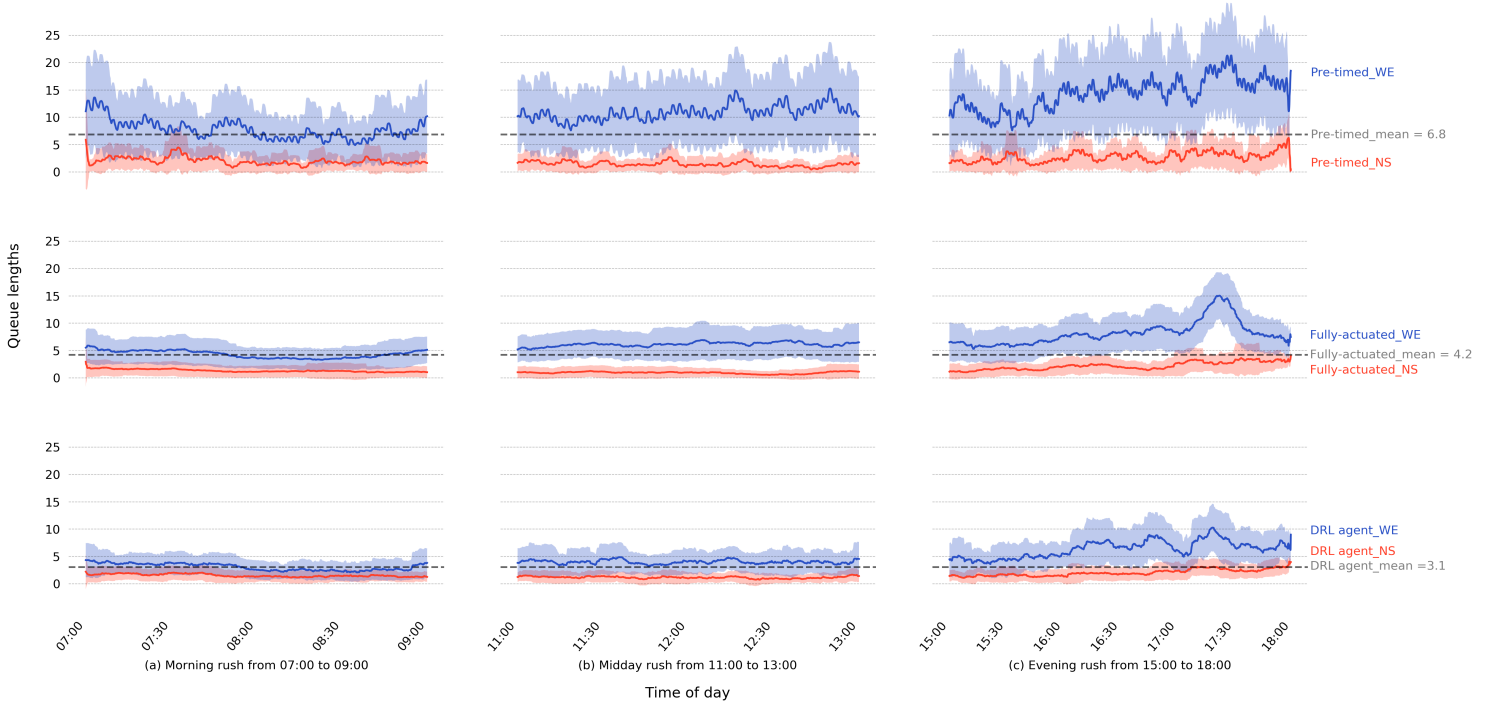 25
20
15
10
5
0
Pre-timed_WE
Pre-timed_mean = 6.8
Pre-timed_NS
Queue lengths
25
20
15
10
5
0
Fully-actuated_WE
Fully-actuated_mean = 4.2
Fully-actuated_NS
25
20
15
10
5
0
DRL agent_WE
DRL agent_NS
DRL agent_mean =3.1
07:00
07:30
08:00
08:30
09:00
11:00
11:30
12:00
12:30
13:00
15:00
15:30
16:00
16:30
17:00
17:30
18:00
(a) Morning rush from 07:00 to 09:00
(b) Midday rush from 11:00 to 13:00
(c) Evening rush from 15:00 to 18:00
Time of day